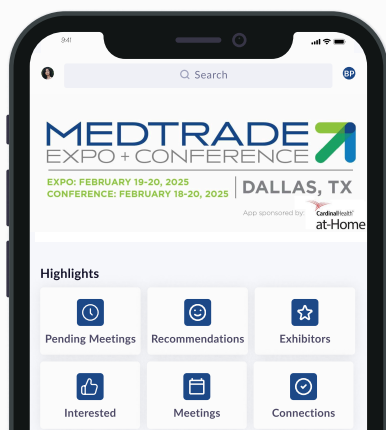 9:41
Search
BP
MEDTRADE
EXPO + CONFERENCE
EXPO: FEBRUARY 19-20, 2025
CONFERENCE: FEBRUARY 18-20, 2025
DALLAS, TX
App sponsored by:
CardinalHealth
at-Home
Highlights
Pending Meetings
Recommendations
Exhibitors
Interested
Meetings
Connections